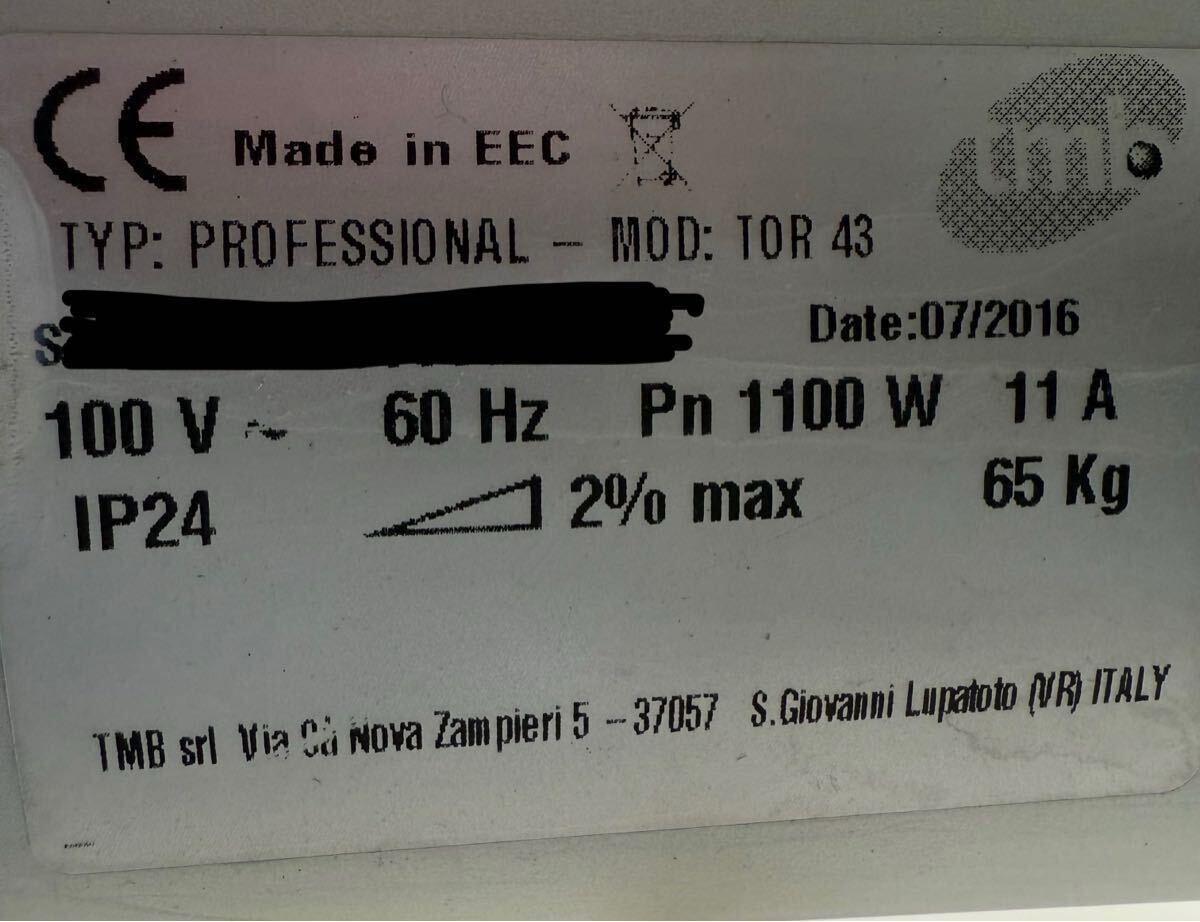 CE Made in EEC
tmb
TYP: PROFESSIONAL – MOD: TOR 43
S
Date:07/2016
100 V ~ 60 Hz Pn 1100 W 11 A
IP24 2% max 65 Kg
TMB srl Via Cà Nova Zampieri 5 – 37057 S.Giovanni Lupatoto (VR) ITALY